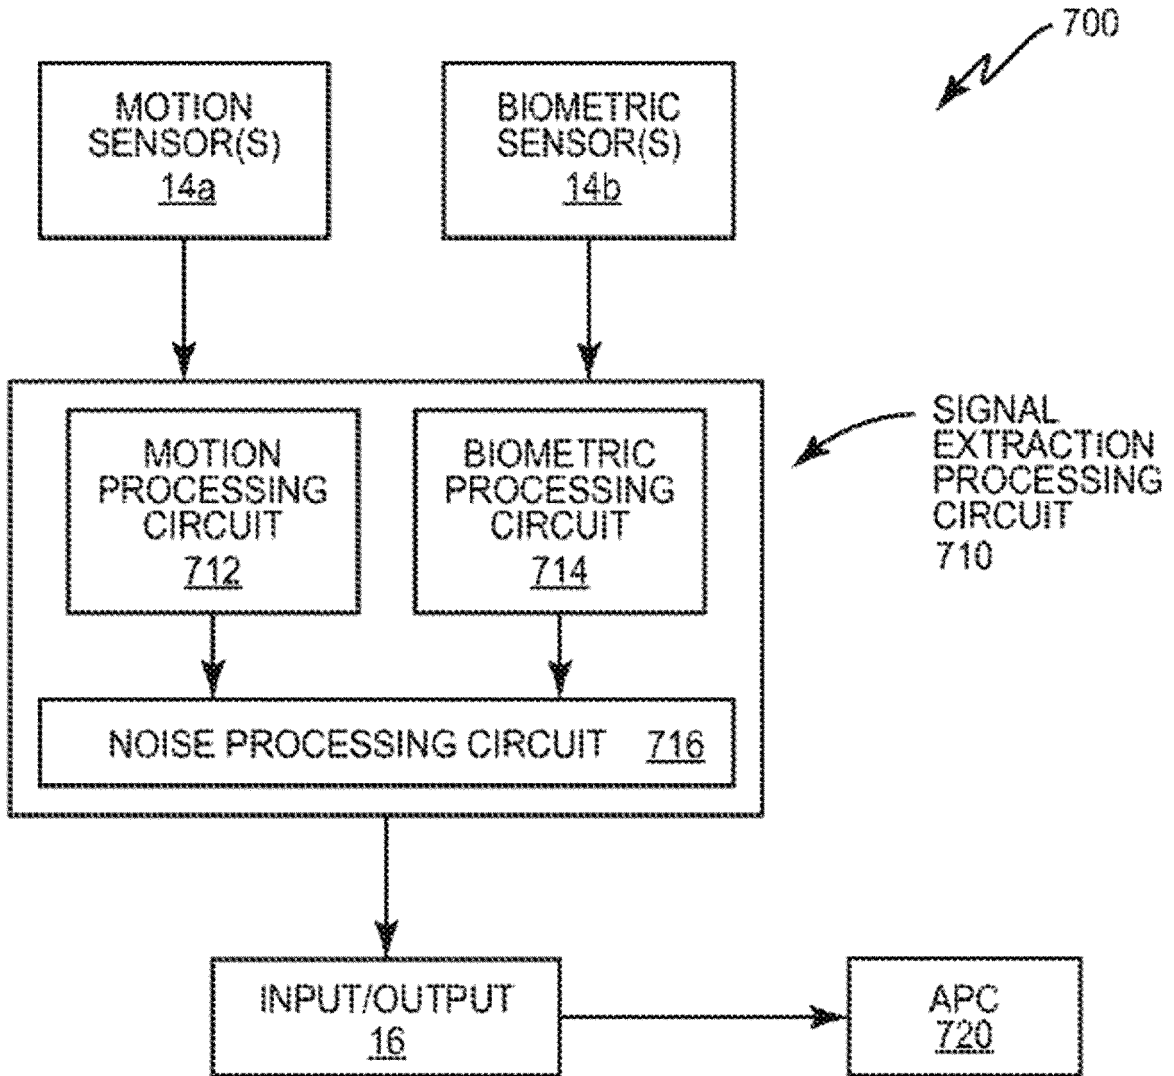 700
MOTION
SENSOR(S)
14a
BIOMETRIC
SENSOR(S)
14b
MOTION
PROCESSING
CIRCUIT
712
BIOMETRIC
PROCESSING
CIRCUIT
714
SIGNAL
EXTRACTION
PROCESSING
CIRCUIT
710
NOISE PROCESSING CIRCUIT 716
INPUT/OUTPUT
16
APC
720